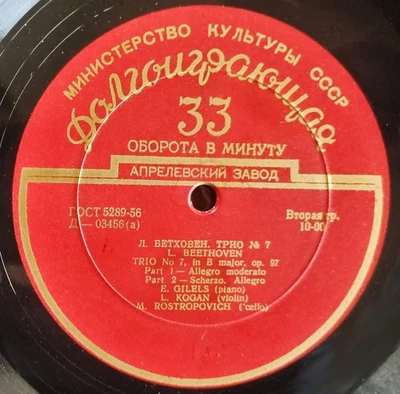 МИНИСТЕРСТВО КУЛЬТУРЫ СССР
Долгоиграющая
33
ОБОРОТА В МИНУТУ
АПРЕЛЕВСКИЙ ЗАВОД
ГОСТ 5289-56
Д — 03456 (а)
Вторая гр.
10-00
Л. БЕТХОВЕН. ТРИО № 7
L. BEETHOVEN
TRIO No 7, in B major, op. 97
Part 1 — Allegro moderato
Part 2 — Scherzo. Allegro
E. GILELS (piano)
L. KOGAN (violin)
M. ROSTROPOVICH ('cello)